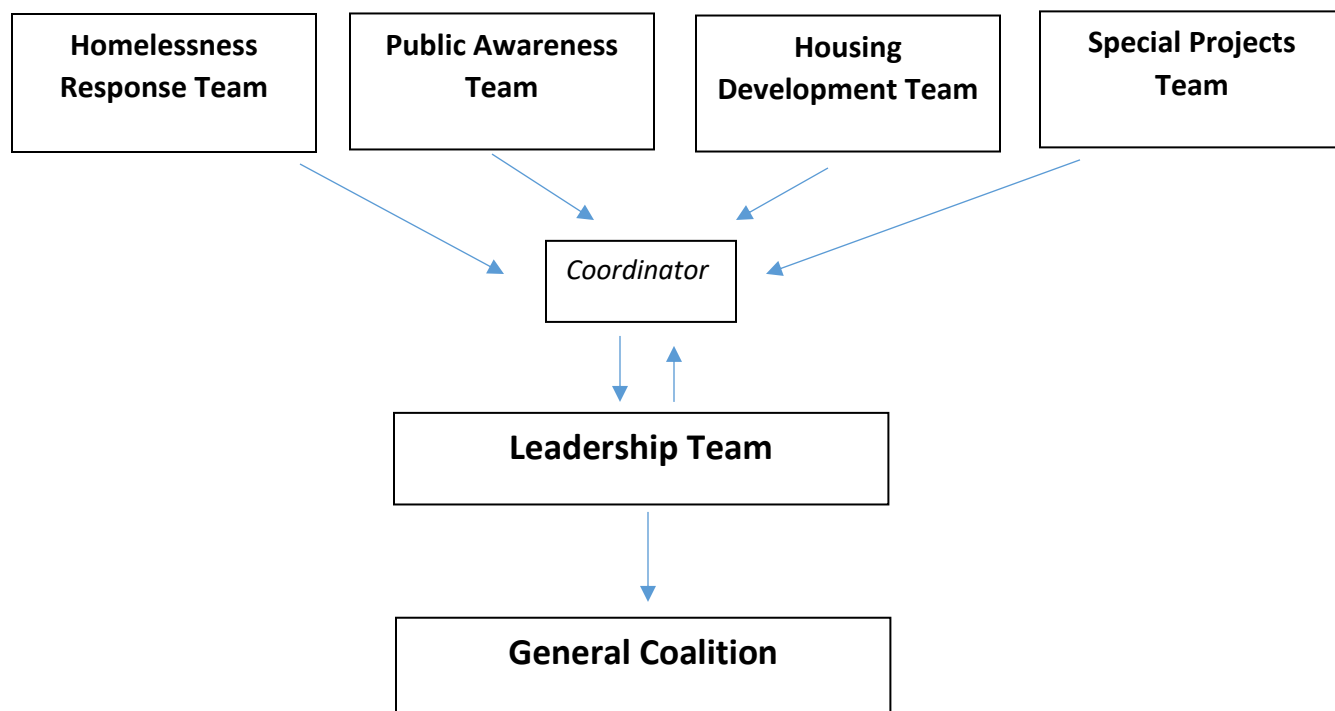 Homelessness
Response Team
Public Awareness
Team
Housing
Development Team
Special Projects
Team
Coordinator
Leadership Team
General Coalition